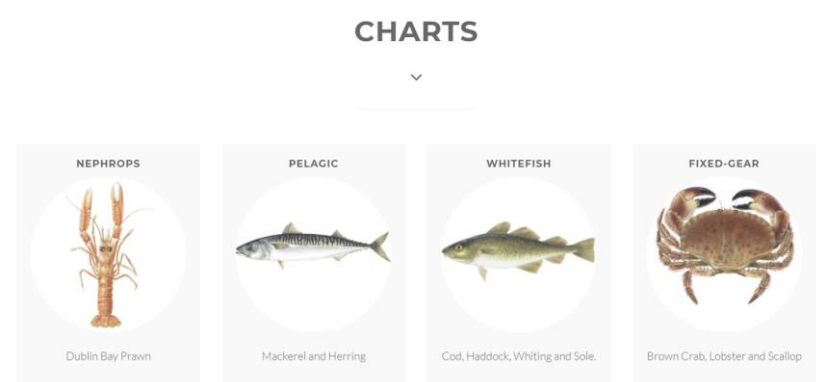 CHARTS
NEPHROPS
PELAGIC
WHITEFISH
FIXED-GEAR
Dublin Bay Prawn
Mackerel and Herring
Cod, Haddock, Whiting and Sole.
Brown Crab, Lobster and Scallop